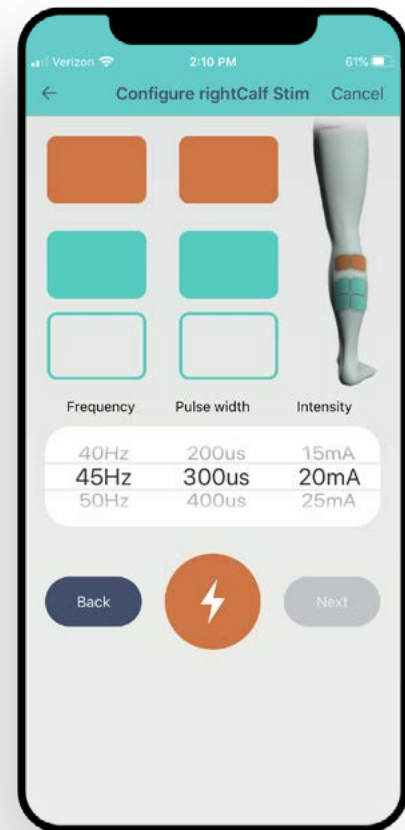 Verizon 2:10 PM 61%
Configure rightCalf Stim Cancel
Frequency Pulse width Intensity
40Hz 200us 15mA
45Hz 300us 20mA
50Hz 400us 25mA
Back Next